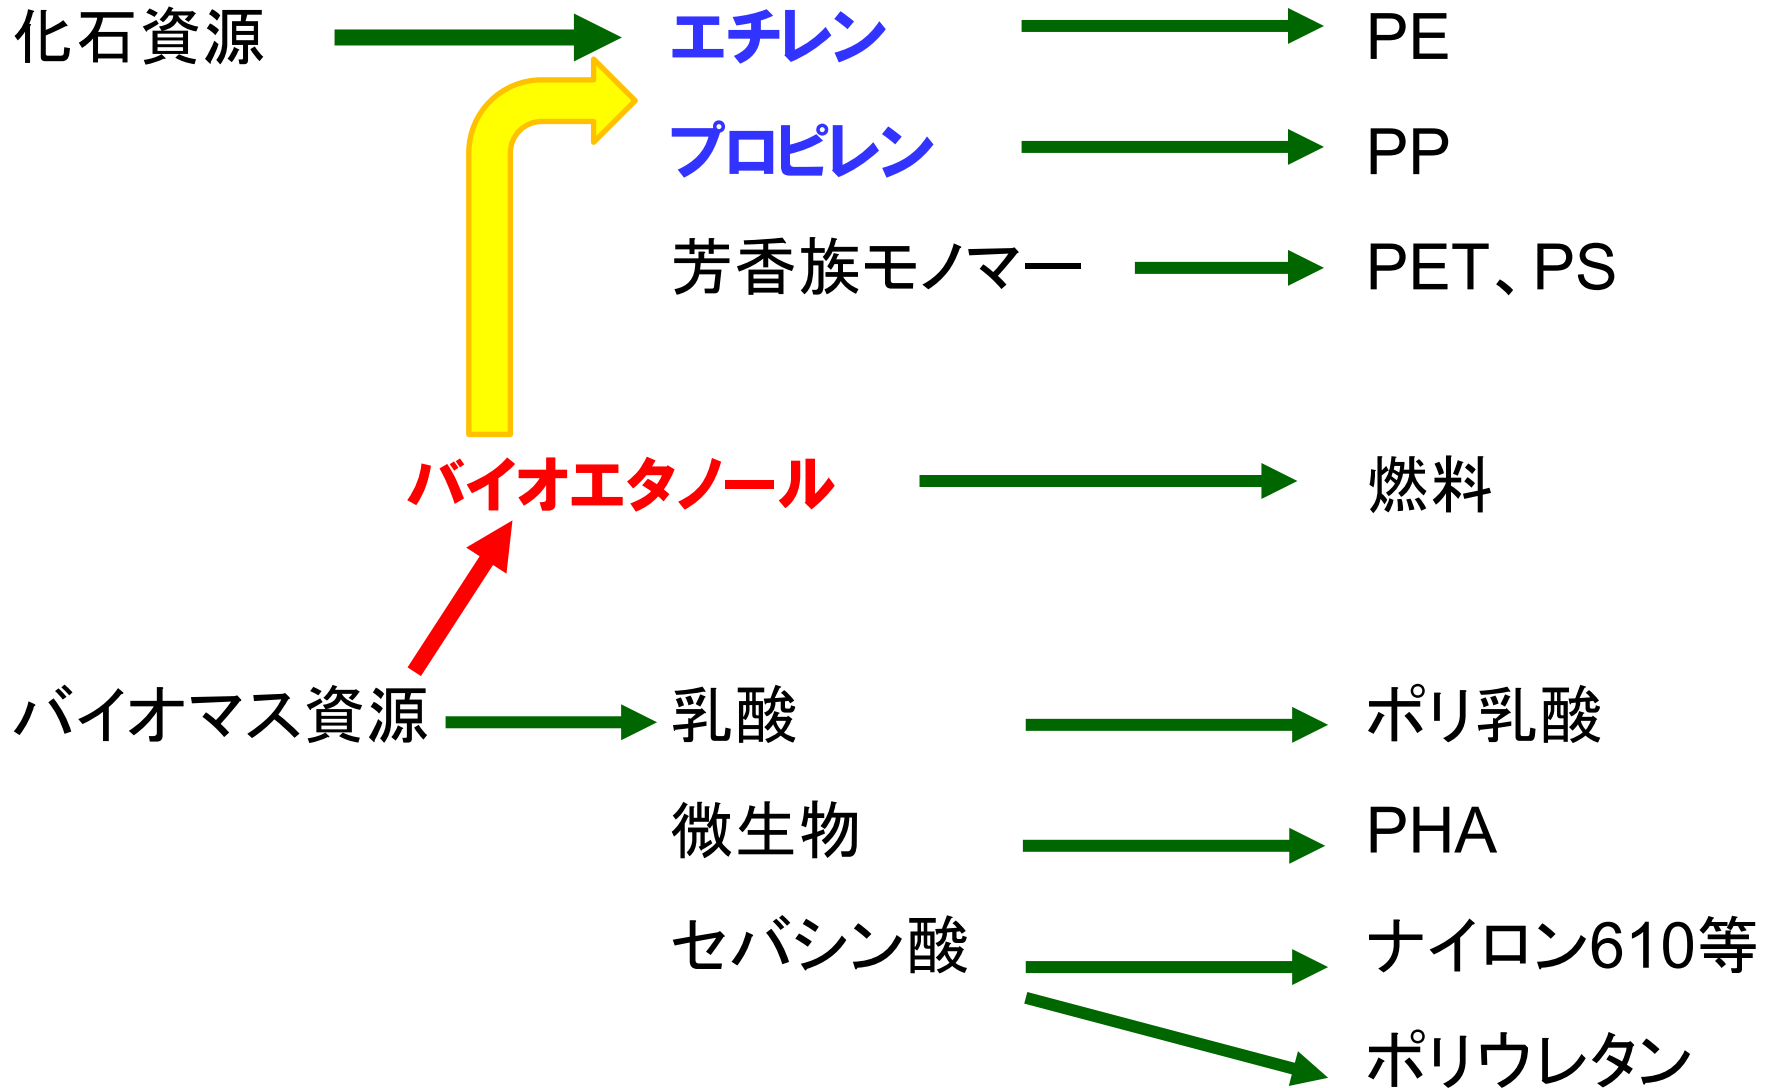 化石資源 エチレン PE
プロピレン PP
芳香族モノマー PET、PS
バイオエタノール 燃料
バイオマス資源 乳酸 ポリ乳酸
微生物 PHA
セバシン酸 ナイロン610等
ポリウレタン